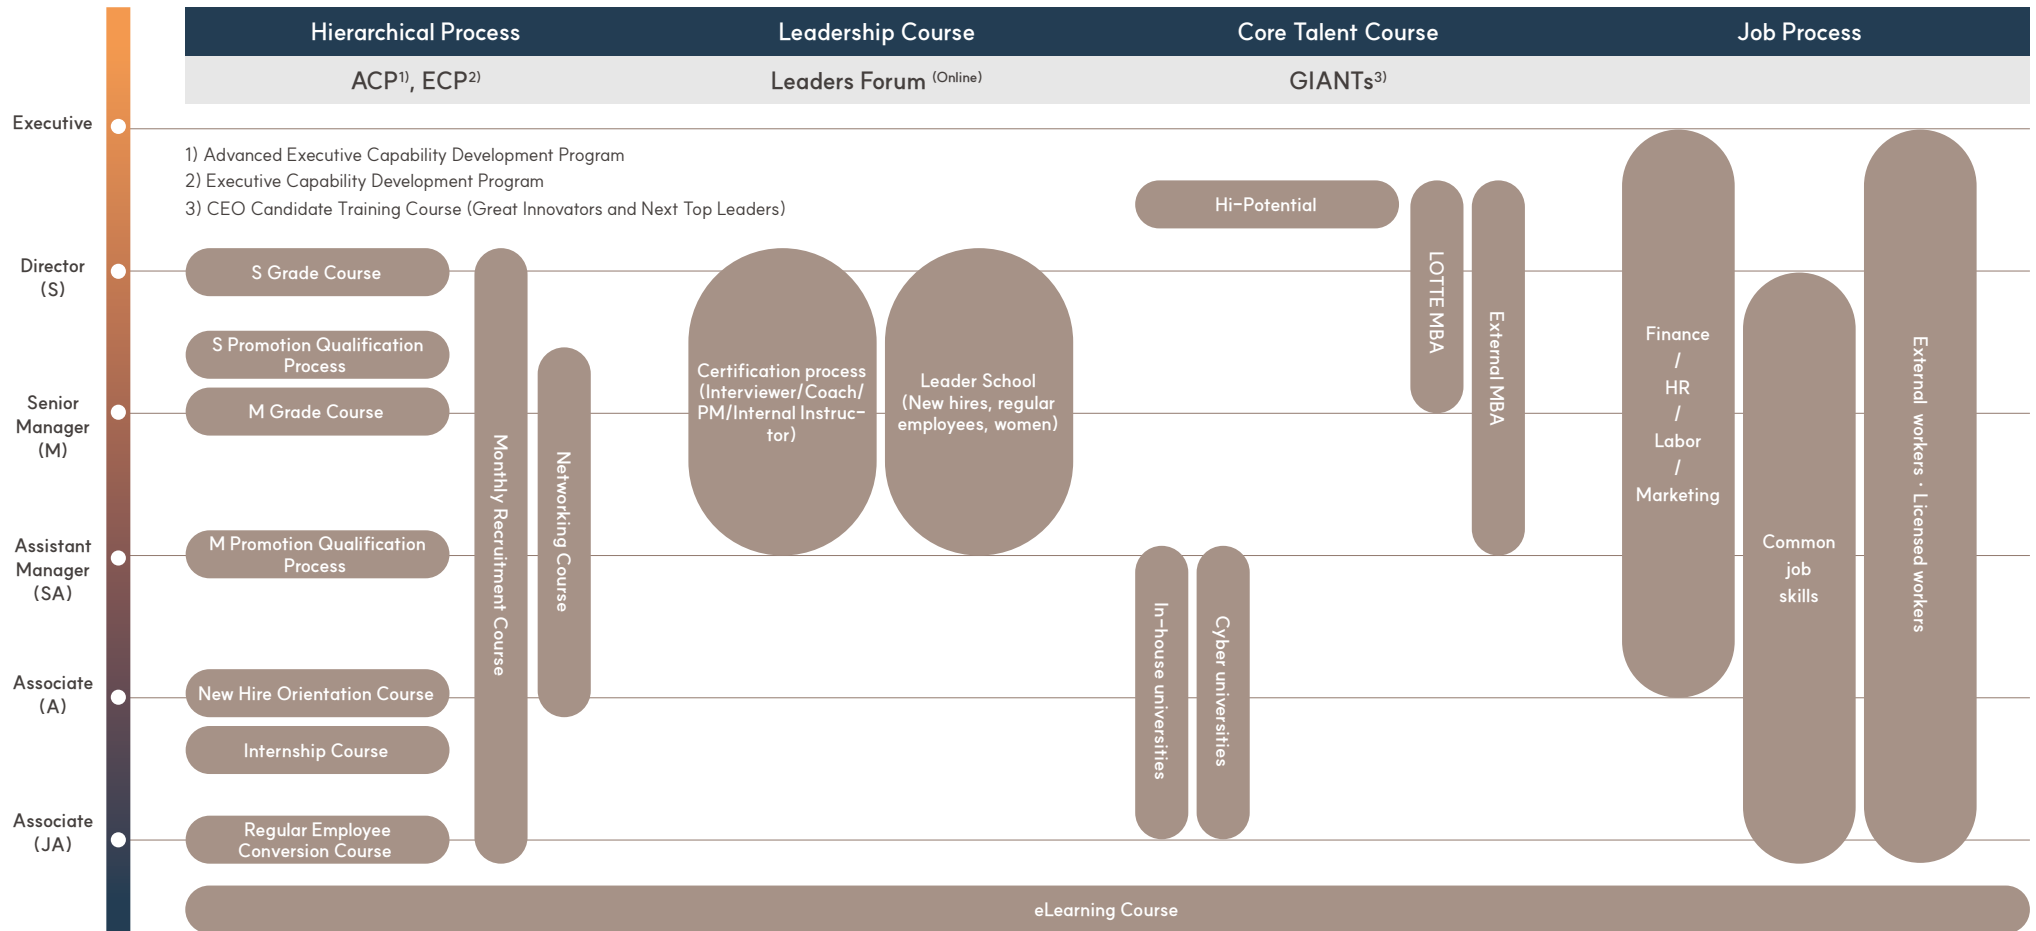 Hierarchical Process
Leadership Course
Core Talent Course
Job Process
ACP1), ECP2)
Leaders Forum (Online)
GIANTs3)
Executive
1) Advanced Executive Capability Development Program
2) Executive Capability Development Program
3) CEO Candidate Training Course (Great Innovators and Next Top Leaders)
Director
(S)
Senior
Manager
(M)
Assistant
Manager
(SA)
Associate
(A)
Associate
(JA)
S Grade Course
S Promotion Qualification
Process
M Grade Course
M Promotion Qualification
Process
New Hire Orientation Course
Internship Course
Regular Employee
Conversion Course
Monthly Recruitment Course
Networking Course
Certification process
(Interviewer/Coach/
PM/Internal Instruc-
tor)
Leader School
(New hires, regular
employees, women)
Hi-Potential
LOTTE MBA
External MBA
In-house universities
Cyber universities
Finance
/
HR
/
Labor
/
Marketing
Common
job
skills
External workers · Licensed workers
eLearning Course